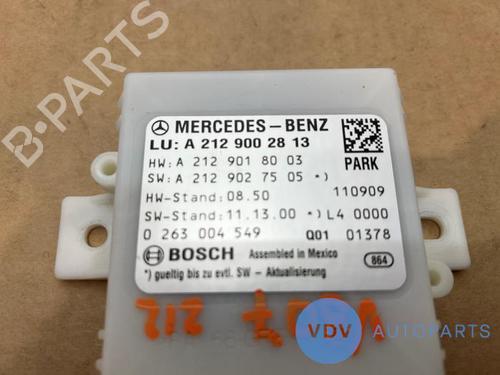 MERCEDES-BENZ
LU: A 212 900 28 13
HW: A 212 901 80 03
PARK
SW: A 212 902 75 05 *)
HW-Stand: 08.50
110909
SW-Stand: 11.13.00 *) L4 0000
0 263 004 549
Q01 01378
BOSCH Assembled in Mexico
*) gueltig bis zu evtl. SW - Aktualisierung
864
212
VDV AUTOPARTS
B-PARTS
B-PARTS